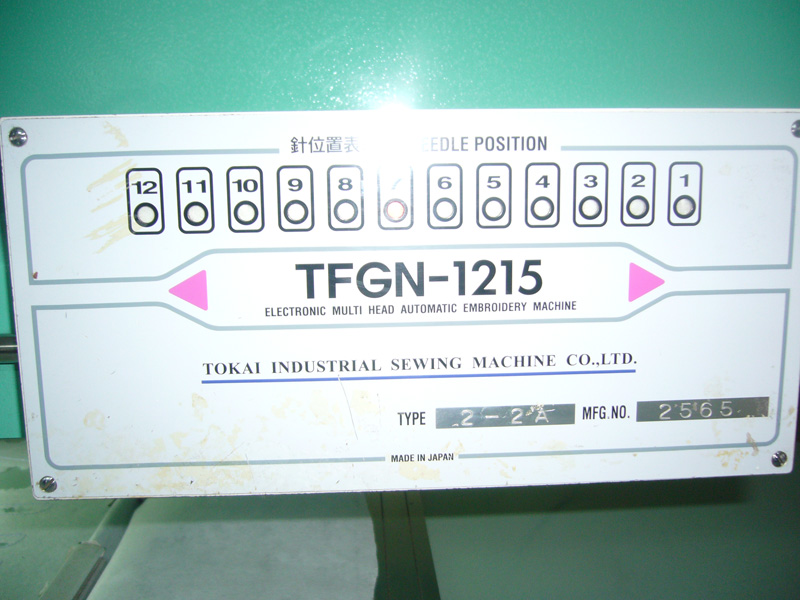 針位置表 EEDLE POSITION
12 11 10 9 8 7 6 5 4 3 2 1
TFGN-1215
ELECTRONIC MULTI HEAD AUTOMATIC EMBROIDERY MACHINE
TOKAI INDUSTRIAL SEWING MACHINE CO.,LTD.
TYPE 2-2A MFG.NO. 2565
MADE IN JAPAN